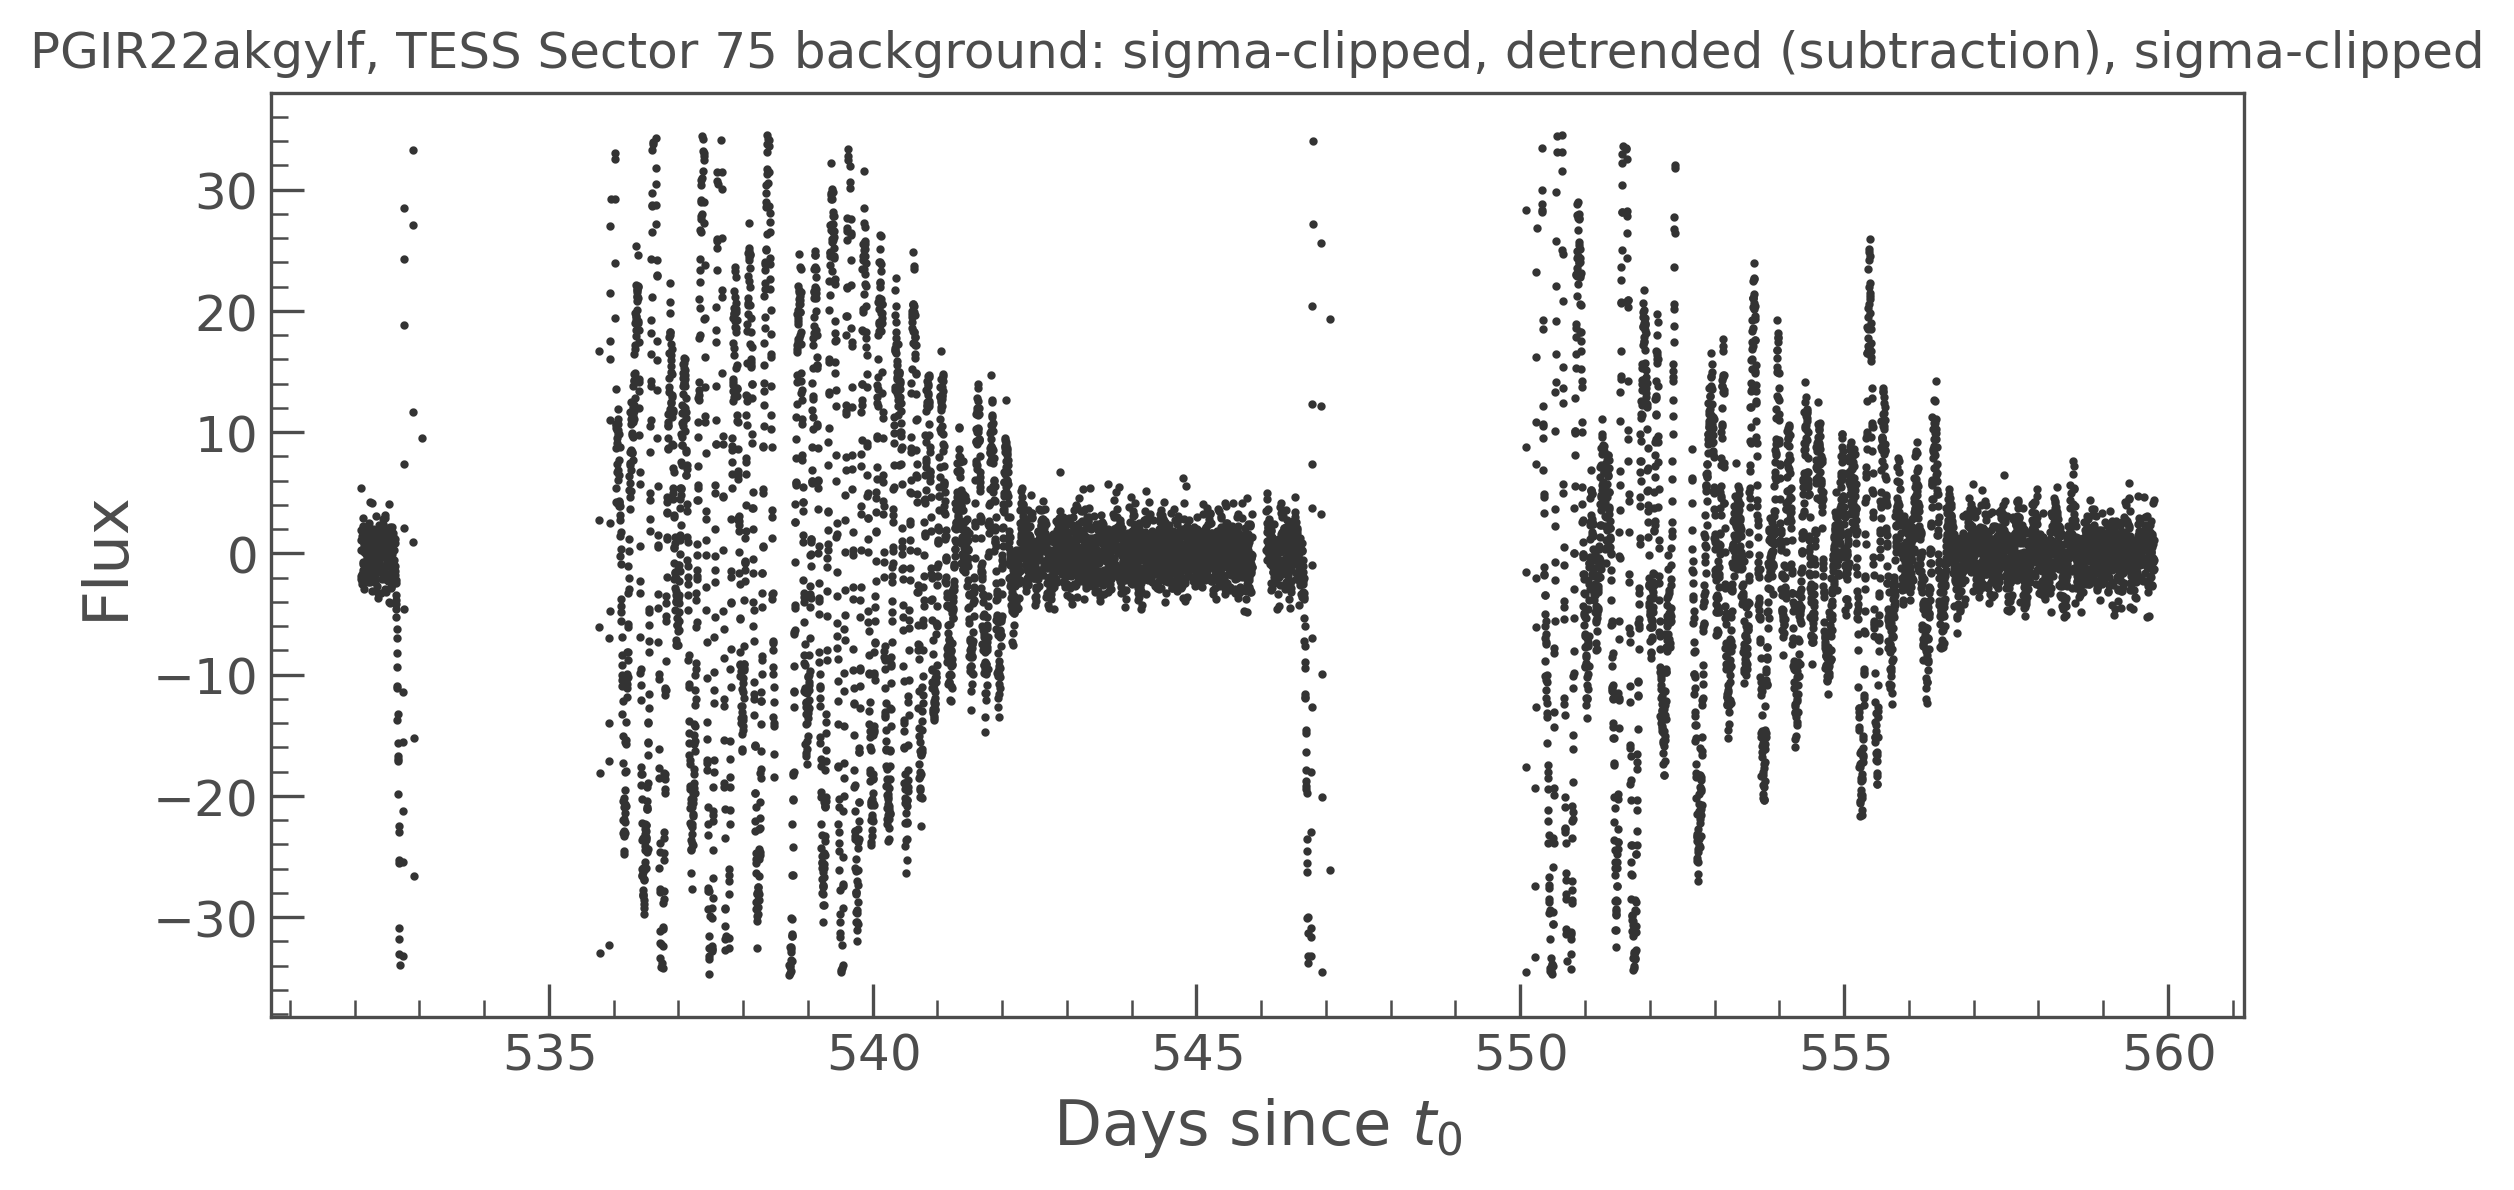 PGIR22akgylf, TESS Sector 75 background: sigma-clipped, detrended (subtraction), sigma-clipped
Flux
30
20
10
0
−10
−20
−30
535 540 545 550 555 560
Days since t₀